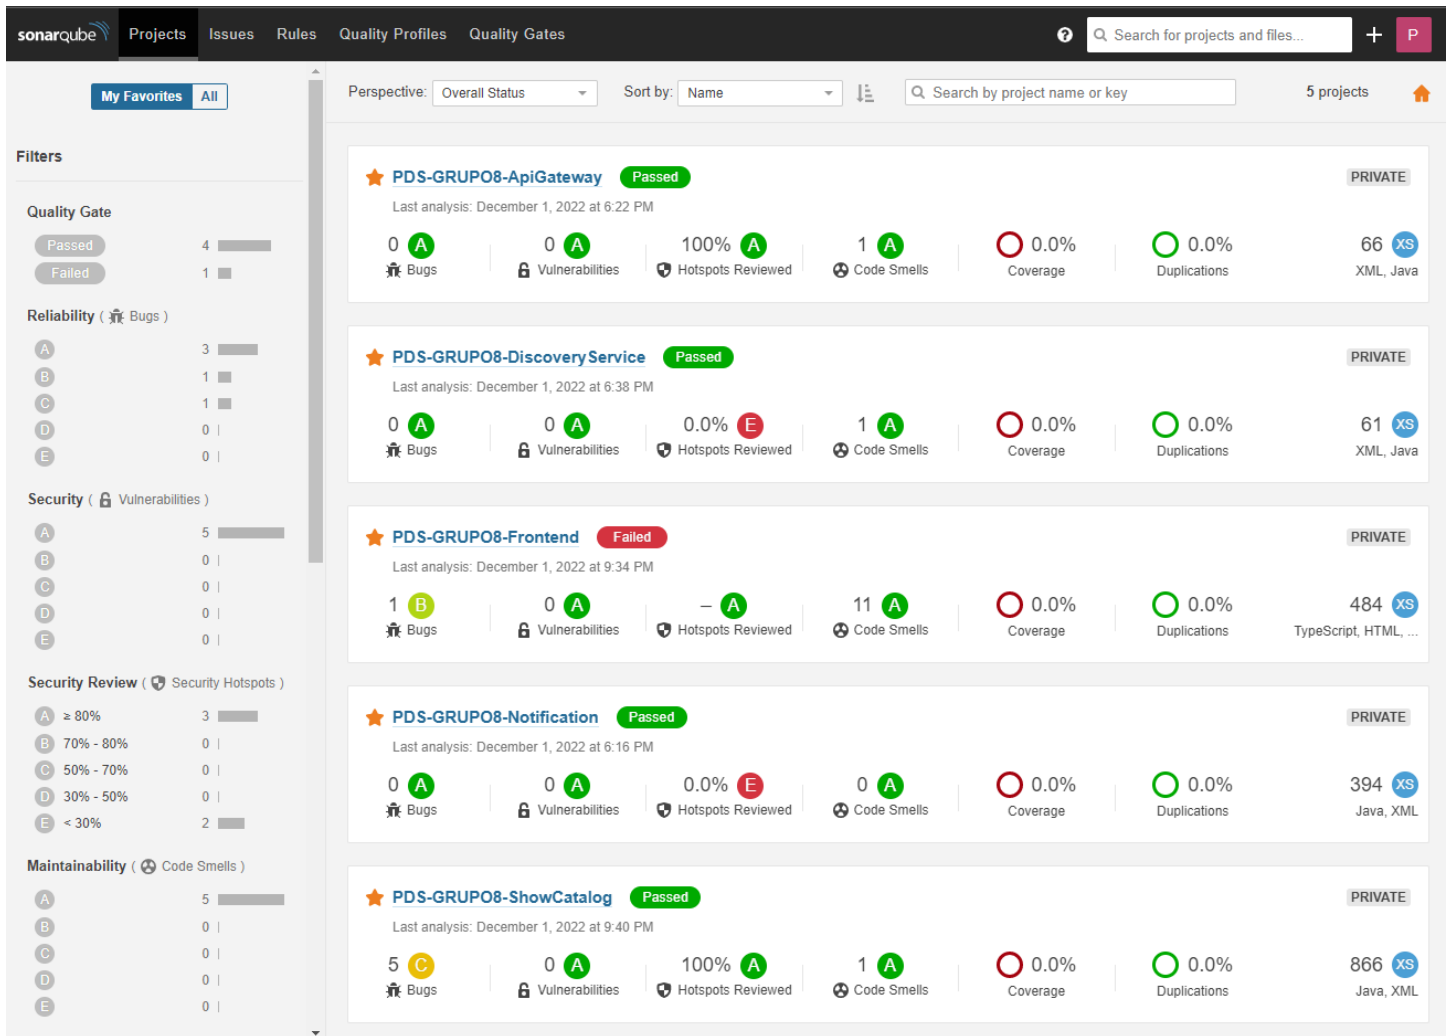 sonarqube Projects Issues Rules Quality Profiles Quality Gates ? Search for projects and files... + P
My Favorites All
Perspective: Overall Status Sort by: Name Search by project name or key 5 projects
Filters
Quality Gate
Passed 4
Failed 1
Reliability ( Bugs )
A 3
B 1
C 1
D 0
E 0
Security ( Vulnerabilities )
A 5
B 0
C 0
D 0
E 0
Security Review ( Security Hotspots )
A ≥ 80% 3
B 70% - 80% 0
C 50% - 70% 0
D 30% - 50% 0
E < 30% 2
Maintainability ( Code Smells )
A 5
B 0
C 0
D 0
E 0
PDS-GRUPO8-ApiGateway Passed PRIVATE
Last analysis: December 1, 2022 at 6:22 PM
0 A 0 A 100% A 1 A 0.0% 0.0% 66 XS
Bugs Vulnerabilities Hotspots Reviewed Code Smells Coverage Duplications XML, Java
PDS-GRUPO8-DiscoveryService Passed PRIVATE
Last analysis: December 1, 2022 at 6:38 PM
0 A 0 A 0.0% E 1 A 0.0% 0.0% 61 XS
Bugs Vulnerabilities Hotspots Reviewed Code Smells Coverage Duplications XML, Java
PDS-GRUPO8-Frontend Failed PRIVATE
Last analysis: December 1, 2022 at 9:34 PM
1 B 0 A – A 11 A 0.0% 0.0% 484 XS
Bugs Vulnerabilities Hotspots Reviewed Code Smells Coverage Duplications TypeScript, HTML, ...
PDS-GRUPO8-Notification Passed PRIVATE
Last analysis: December 1, 2022 at 6:16 PM
0 A 0 A 0.0% E 0 A 0.0% 0.0% 394 XS
Bugs Vulnerabilities Hotspots Reviewed Code Smells Coverage Duplications Java, XML
PDS-GRUPO8-ShowCatalog Passed PRIVATE
Last analysis: December 1, 2022 at 9:40 PM
5 C 0 A 100% A 1 A 0.0% 0.0% 866 XS
Bugs Vulnerabilities Hotspots Reviewed Code Smells Coverage Duplications Java, XML